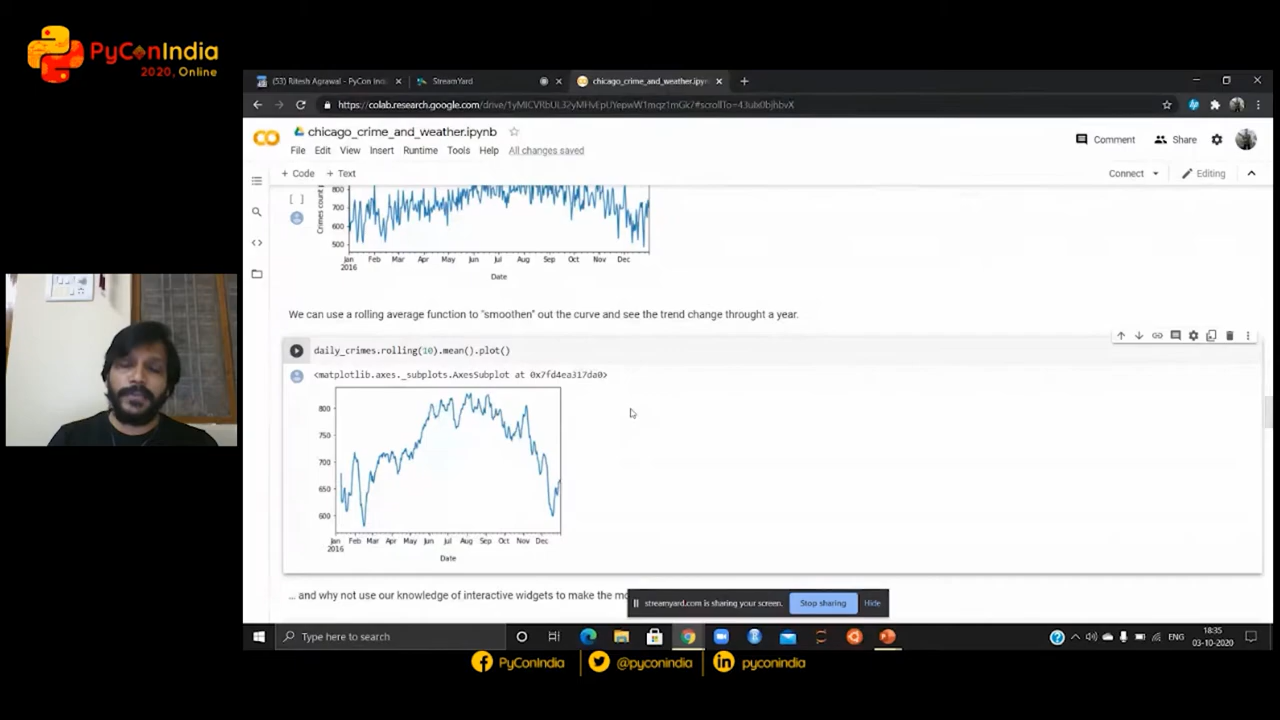 PyConIndia
2020, Online
(53) Ritesh Agrawal - PyCon Indi
StreamYard
chicago_crime_and_weather.ipyn
chicago_crime_and_weather.ipynb
File Edit View Insert Runtime Tools Help All changes saved
Comment Share
+ Code + Text
Connect Editing
[ ]
Crimes count
800
700
600
500
Jan Feb Mar Apr May Jun Jul Aug Sep Oct Nov Dec
2016
Date
We can use a rolling average function to "smoothen" out the curve and see the trend change throught a year.
daily_crimes.rolling(10).mean().plot()
<matplotlib.axes._subplots.AxesSubplot at 0x7fd4ea317da0>
800
750
700
650
600
Jan Feb Mar Apr May Jun Jul Aug Sep Oct Nov Dec
2016
Date
... and why not use our knowledge of interactive widgets to make the mo
streamyard.com is sharing your screen. Stop sharing Hide
Type here to search
ENG
18:35
03-10-2020
PyConIndia @pyconindia pyconindia